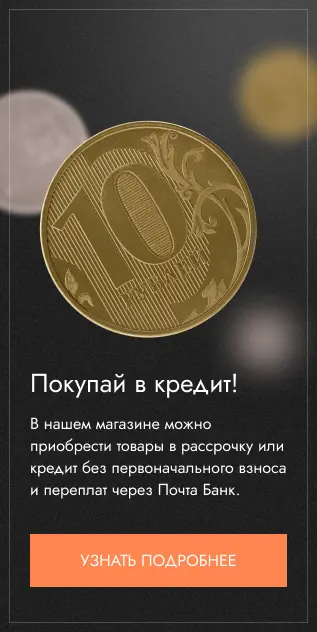 10
РУБЛЕЙ
Покупай в кредит!
В нашем магазине можно
приобрести товары в рассрочку или
кредит без первоначального взноса
и переплат через Почта Банк.
УЗНАТЬ ПОДРОБНЕЕ